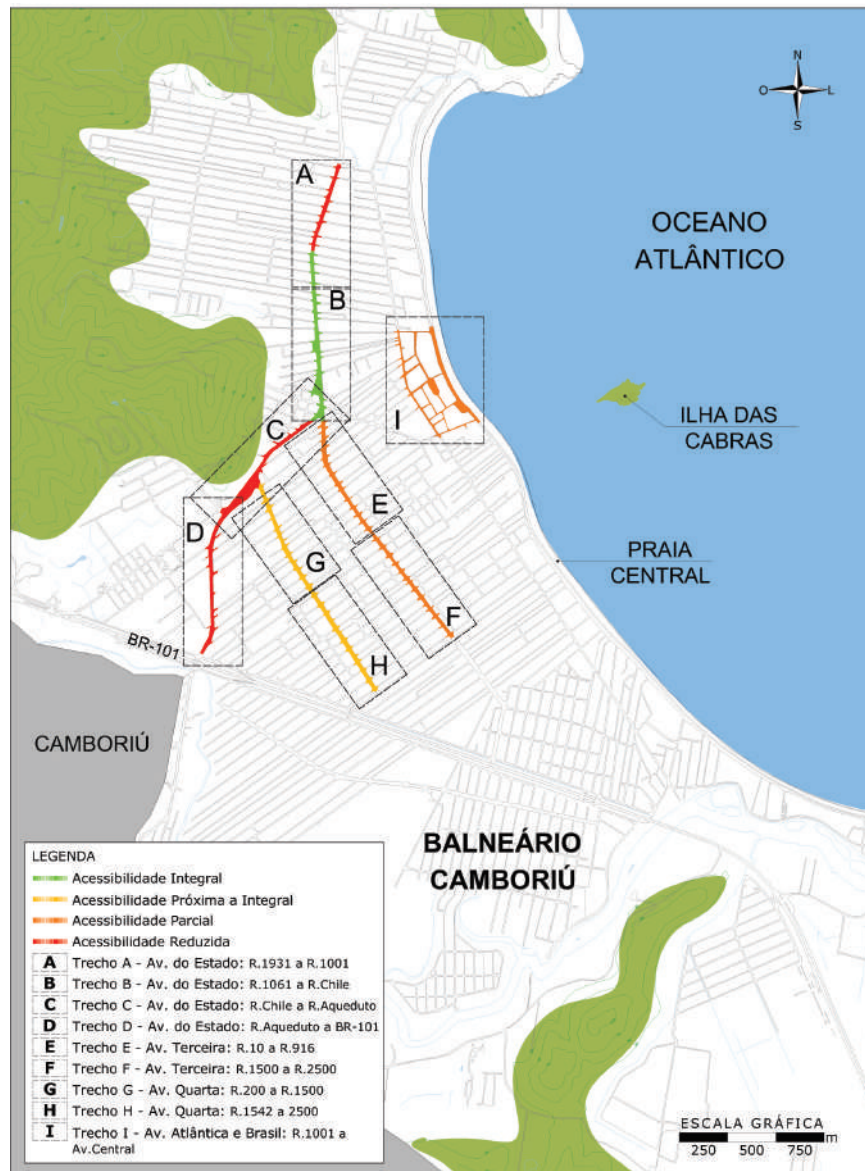 N
O
L
S
A
B
C
D
E
F
G
H
I
OCEANO
ATLÂNTICO
ILHA DAS
CABRAS
PRAIA
CENTRAL
BR-101
CAMBORIÚ
BALNEÁRIO
CAMBORIÚ
LEGENDA
Acessibilidade Integral
Acessibilidade Próxima a Integral
Acessibilidade Parcial
Acessibilidade Reduzida
A Trecho A - Av. do Estado: R.1931 a R.1001
B Trecho B - Av. do Estado: R.1061 a R.Chile
C Trecho C - Av. do Estado: R.Chile a R.Aqueduto
D Trecho D - Av. do Estado: R.Aqueduto a BR-101
E Trecho E - Av. Terceira: R.10 a R.916
F Trecho F - Av. Terceira: R.1500 a R.2500
G Trecho G - Av. Quarta: R.200 a R.1500
H Trecho H - Av. Quarta: R.1542 a 2500
I Trecho I - Av. Atlântica e Brasil: R.1001 a
Av.Central
ESCALA GRÁFICA
m
250 500 750